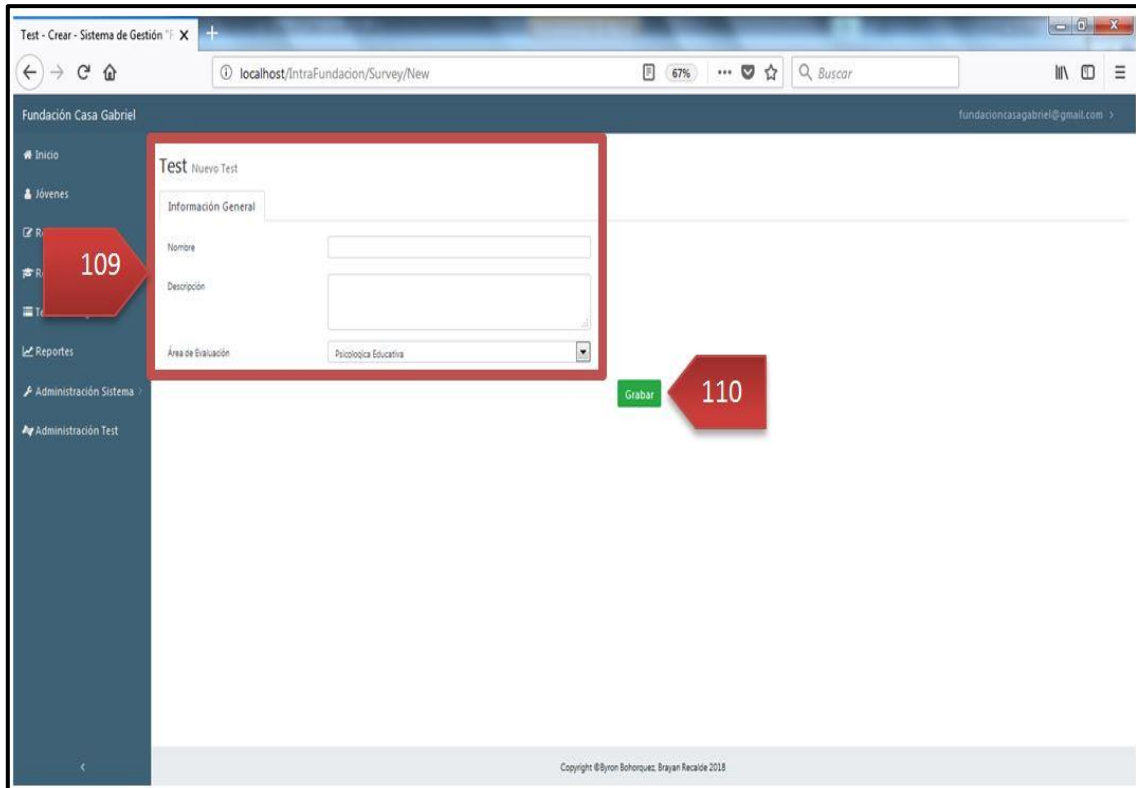 Test - Crear - Sistema de Gestión "F
localhost/IntraFundacion/Survey/New
67%
Buscar
Fundación Casa Gabriel
fundacioncasagabriel@gmail.com
Inicio
Jóvenes
Reportes
Administración Sistema
Administración Test
109
Test Nuevo Test
Información General
Nombre
Descripción
Área de Evaluación
Psicologica Educativa
Grabar
110
Copyright ©Byron Bohorquez, Brayan Recalde 2018